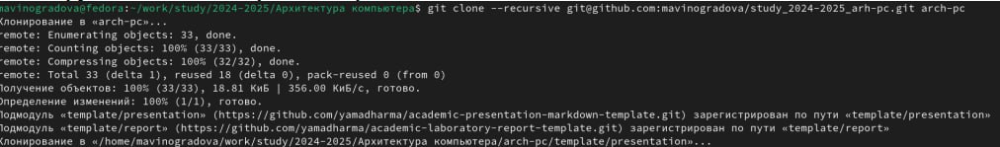 mavinogradova@fedora:~/work/study/2024-2025/Архитектура компьютера$ git clone --recursive git@github.com:mavinogradova/study_2024-2025_arh-pc.git arch-pc
Клонирование в «arch-pc»...
remote: Enumerating objects: 33, done.
remote: Counting objects: 100% (33/33), done.
remote: Compressing objects: 100% (32/32), done.
remote: Total 33 (delta 1), reused 18 (delta 0), pack-reused 0 (from 0)
Получение объектов: 100% (33/33), 18.81 КиБ | 356.00 КиБ/с, готово.
Определение изменений: 100% (1/1), готово.
Подмодуль «template/presentation» (https://github.com/yamadharma/academic-presentation-markdown-template.git) зарегистрирован по пути «template/presentation»
Подмодуль «template/report» (https://github.com/yamadharma/academic-laboratory-report-template.git) зарегистрирован по пути «template/report»
Клонирование в «/home/mavinogradova/work/study/2024-2025/Архитектура компьютера/arch-pc/template/presentation»...